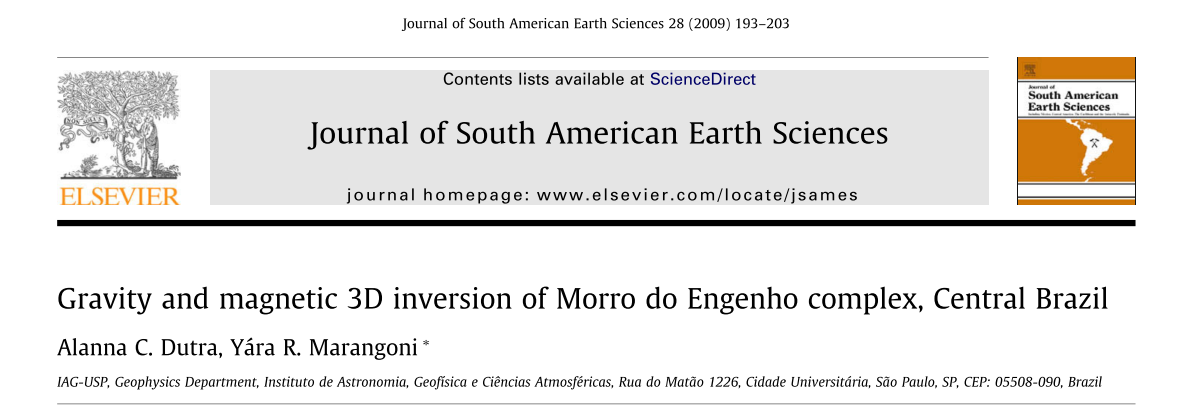 Journal of South American Earth Sciences 28 (2009) 193–203
Contents lists available at ScienceDirect
Journal of South American Earth Sciences
journal homepage: www.elsevier.com/locate/jsames
ELSEVIER
Journal of
South American
Earth Sciences
Gravity and magnetic 3D inversion of Morro do Engenho complex, Central Brazil
Alanna C. Dutra, Yára R. Marangoni *
IAG-USP, Geophysics Department, Instituto de Astronomia, Geofísica e Ciências Atmosféricas, Rua do Matão 1226, Cidade Universitária, São Paulo, SP, CEP: 05508-090, Brazil